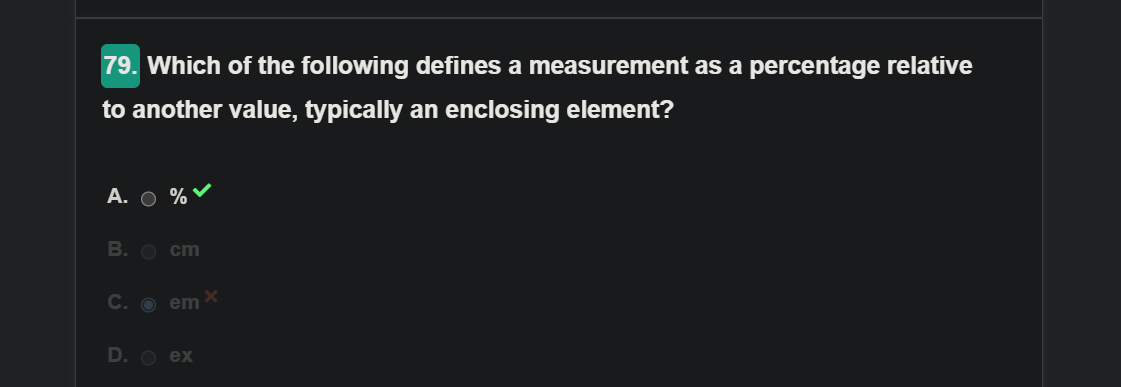 79. Which of the following defines a measurement as a percentage relative
to another value, typically an enclosing element?
A. %
B. cm
C. em
D. ex